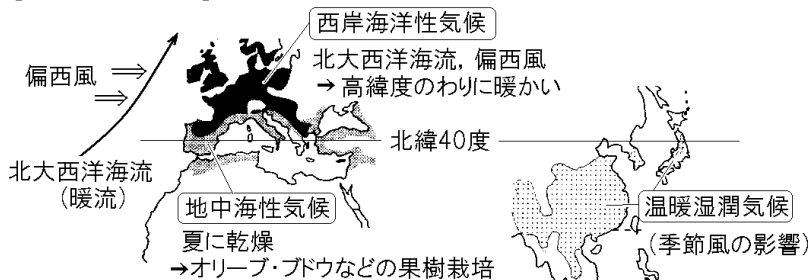 西岸海洋性気候
北大西洋海流，偏西風
→高緯度のわりに暖かい
偏西風
北緯40度
北大西洋海流
(暖流)
地中海性気候
夏に乾燥
→オリーブ・ブドウなどの果樹栽培
温暖湿潤気候
(季節風の影響)